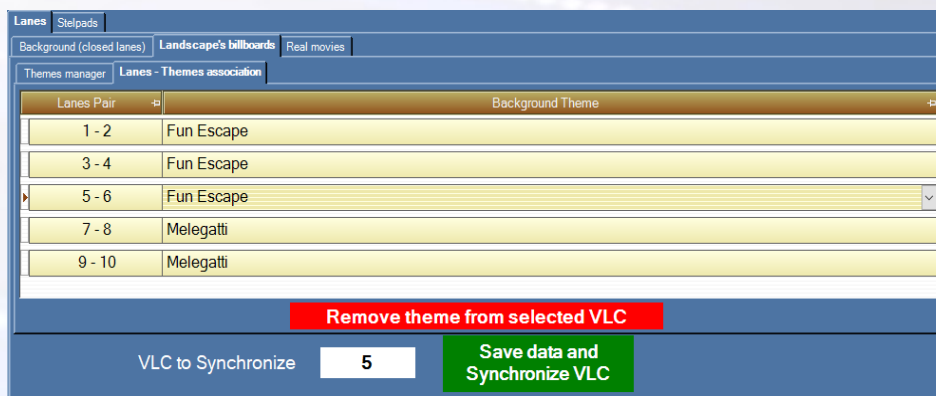 Lanes Stelpads
Background (closed lanes) Landscape's billboards Real movies
Themes manager Lanes - Themes association
Lanes Pair Background Theme
1 - 2 Fun Escape
3 - 4 Fun Escape
5 - 6 Fun Escape
7 - 8 Melegatti
9 - 10 Melegatti
Remove theme from selected VLC
VLC to Synchronize 5 Save data and
Synchronize VLC